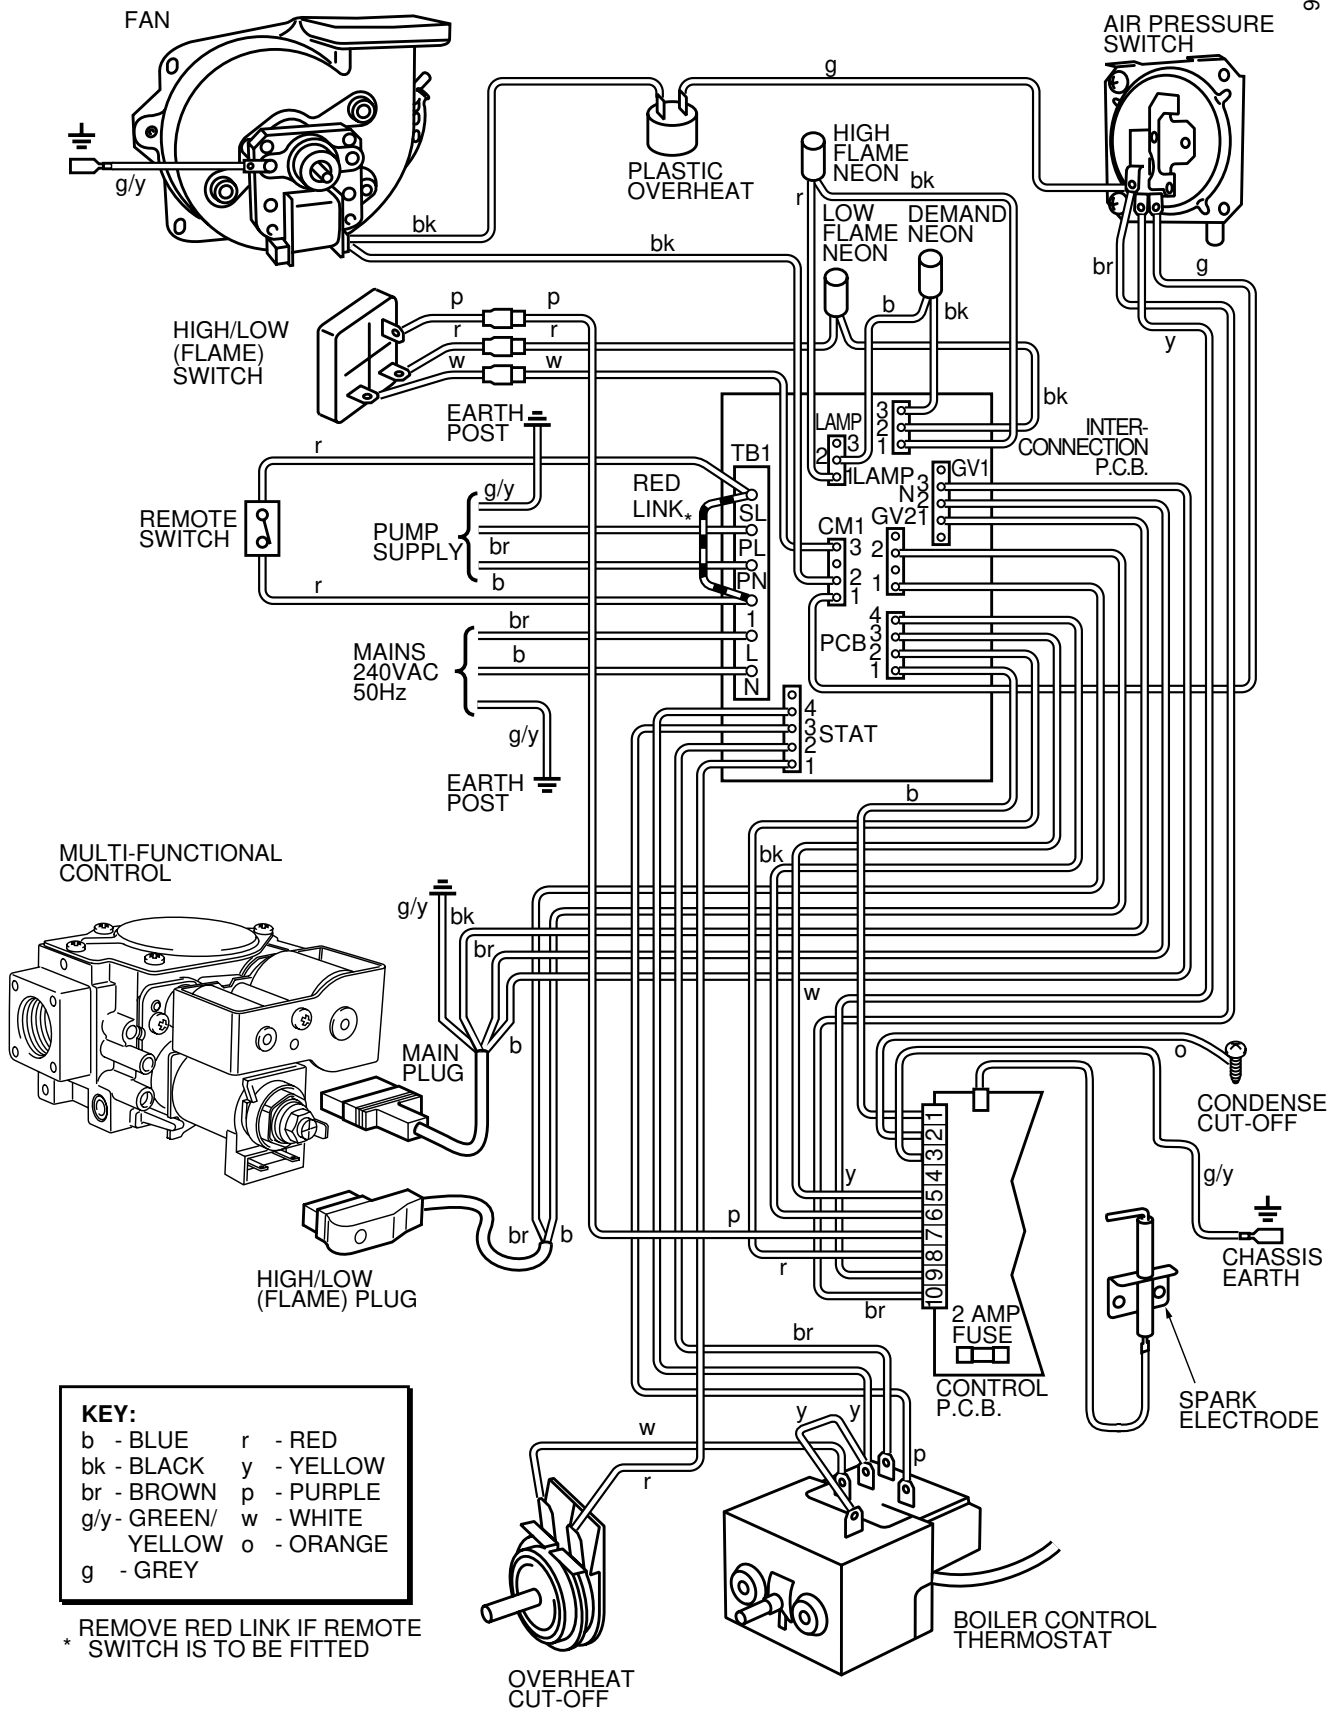 FAN
6
AIR PRESSURE
SWITCH
g
g/y
PLASTIC
OVERHEAT
HIGH
FLAME
NEON
bk
r
LOW
FLAME
NEON
DEMAND
NEON
bk
bk
br
g
b
bk
y
HIGH/LOW
(FLAME)
SWITCH
p
p
r
r
w
w
bk
EARTH
POST
LAMP
3
2
1
3
2
1
LAMP
INTER-
CONNECTION
P.C.B.
r
TB1
RED
LINK*
g/y
GV1
3
N2
1
GV2
REMOTE
SWITCH
PUMP
SUPPLY
br
b
SL
PL
PN
1
L
N
CM1
3
2
1
2
1
r
br
b
MAINS
240VAC
50Hz
PCB
4
3
2
1
g/y
4
3
2
1
STAT
EARTH
POST
b
bk
MULTI-FUNCTIONAL
CONTROL
g/y
bk
br
w
b
MAIN
PLUG
o
CONDENSE
CUT-OFF
1
2
3
4
5
6
7
8
9
10
y
g/y
p
br
b
r
CHASSIS
EARTH
HIGH/LOW
(FLAME) PLUG
br
2 AMP
FUSE
br
CONTROL
P.C.B.
SPARK
ELECTRODE
KEY:
b - BLUE r - RED
bk - BLACK y - YELLOW
br - BROWN p - PURPLE
g/y - GREEN/ w - WHITE
YELLOW o - ORANGE
g - GREY
w
y
y
p
r
REMOVE RED LINK IF REMOTE
* SWITCH IS TO BE FITTED
BOILER CONTROL
THERMOSTAT
OVERHEAT
CUT-OFF